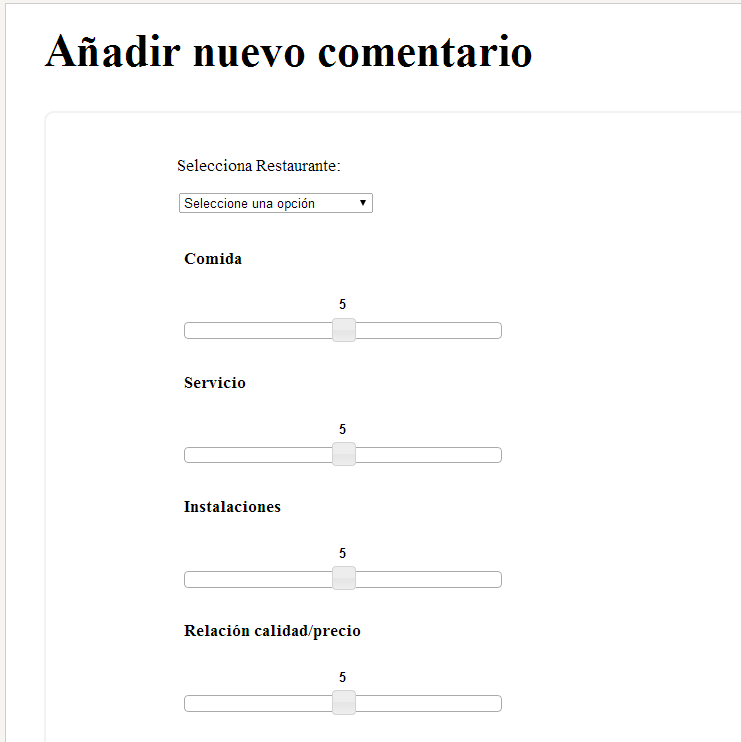 Añadir nuevo comentario
Selecciona Restaurante:
Seleccione una opción
Comida
5
Servicio
5
Instalaciones
5
Relación calidad/precio
5